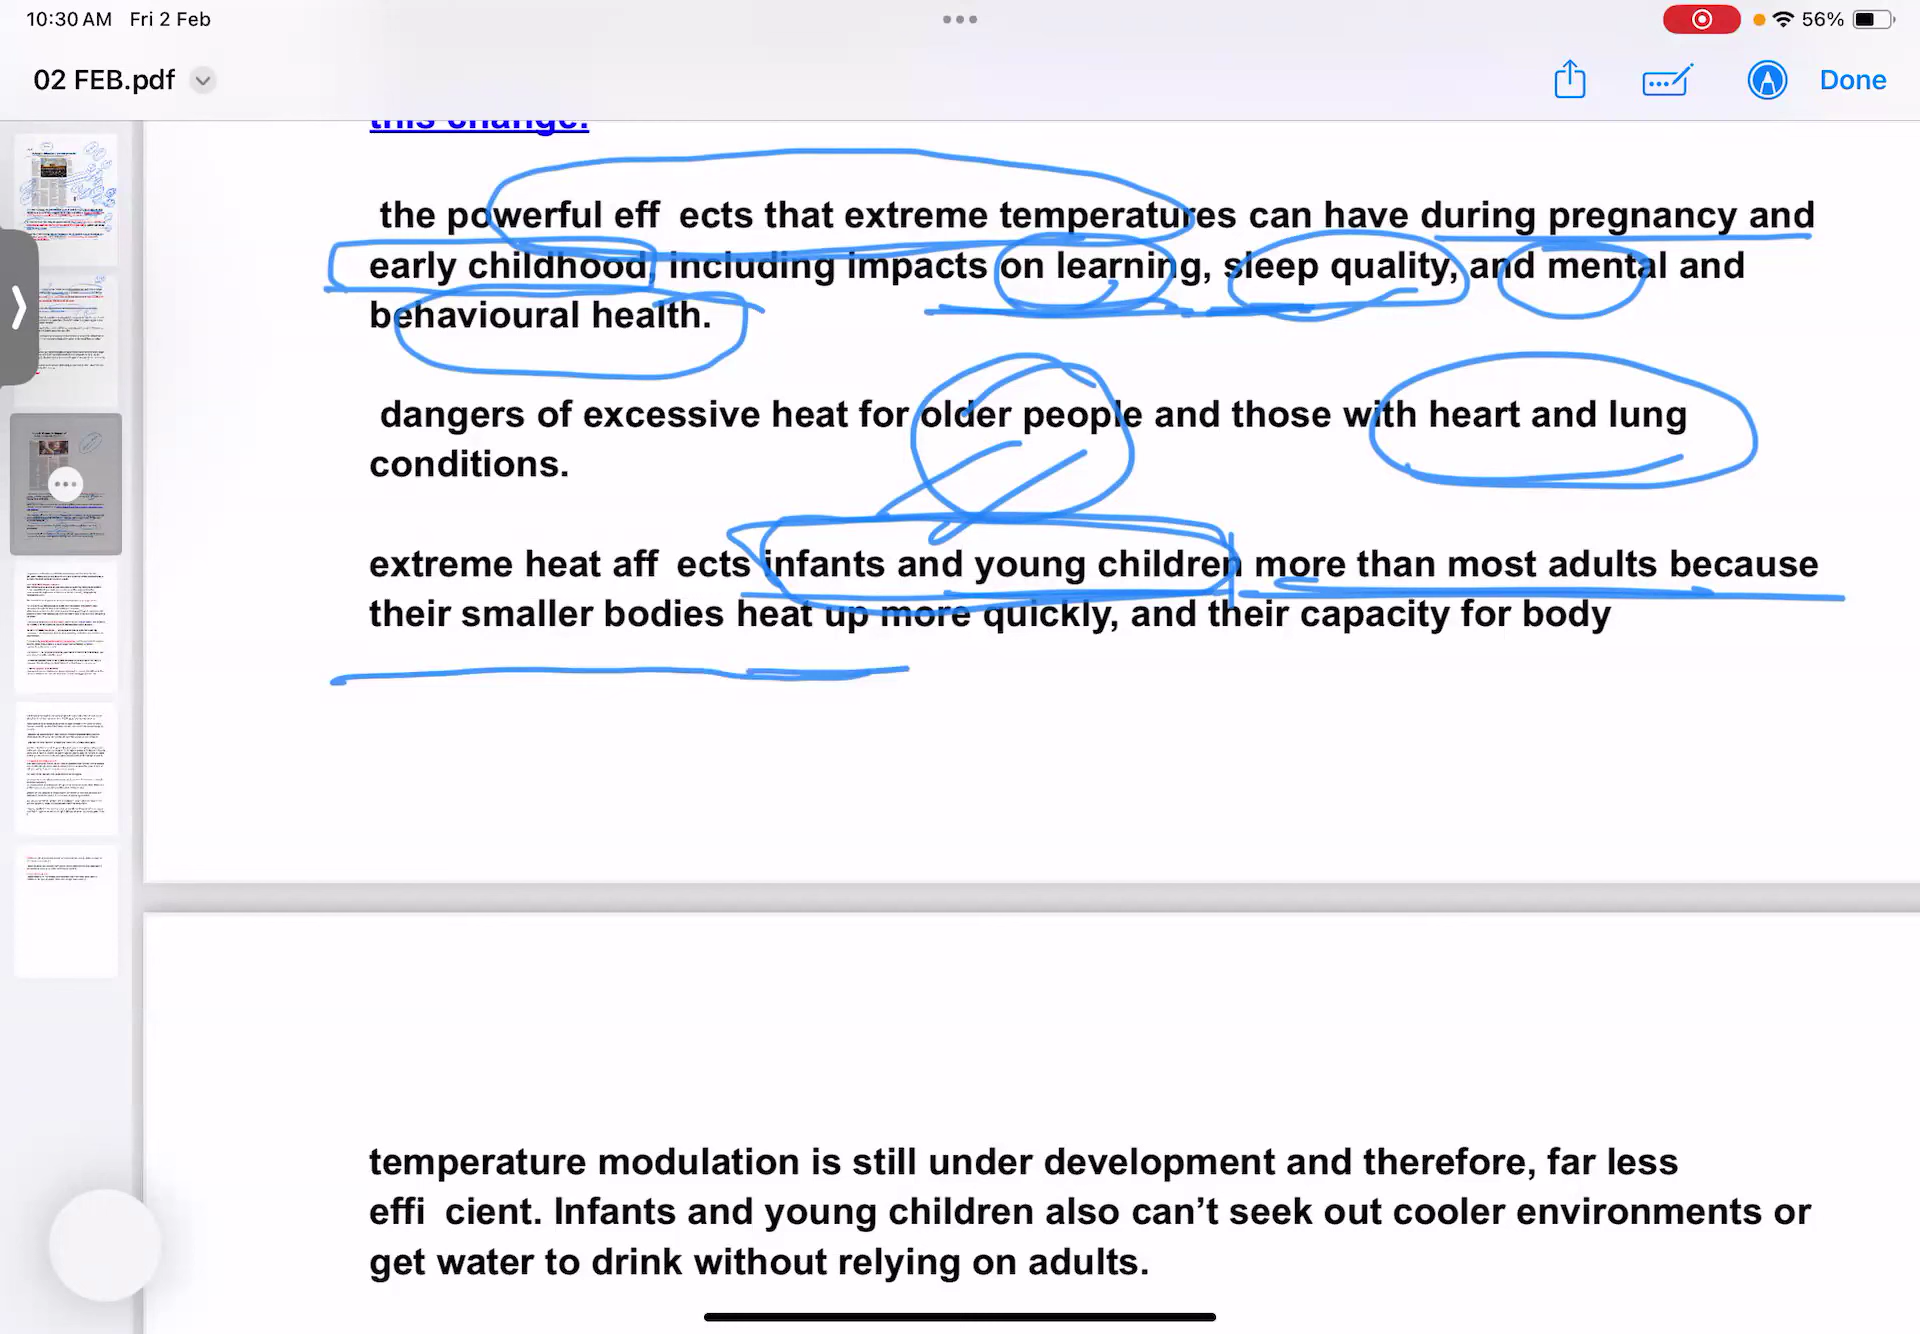 10:30 AM Fri 2 Feb
56%
02 FEB.pdf
Done
this change.
the powerful eff ects that extreme temperatures can have during pregnancy and
early childhood, including impacts on learning, sleep quality, and mental and
behavioural health.
dangers of excessive heat for older people and those with heart and lung
conditions.
extreme heat aff ects infants and young children more than most adults because
their smaller bodies heat up more quickly, and their capacity for body
temperature modulation is still under development and therefore, far less
effi cient. Infants and young children also can't seek out cooler environments or
get water to drink without relying on adults.